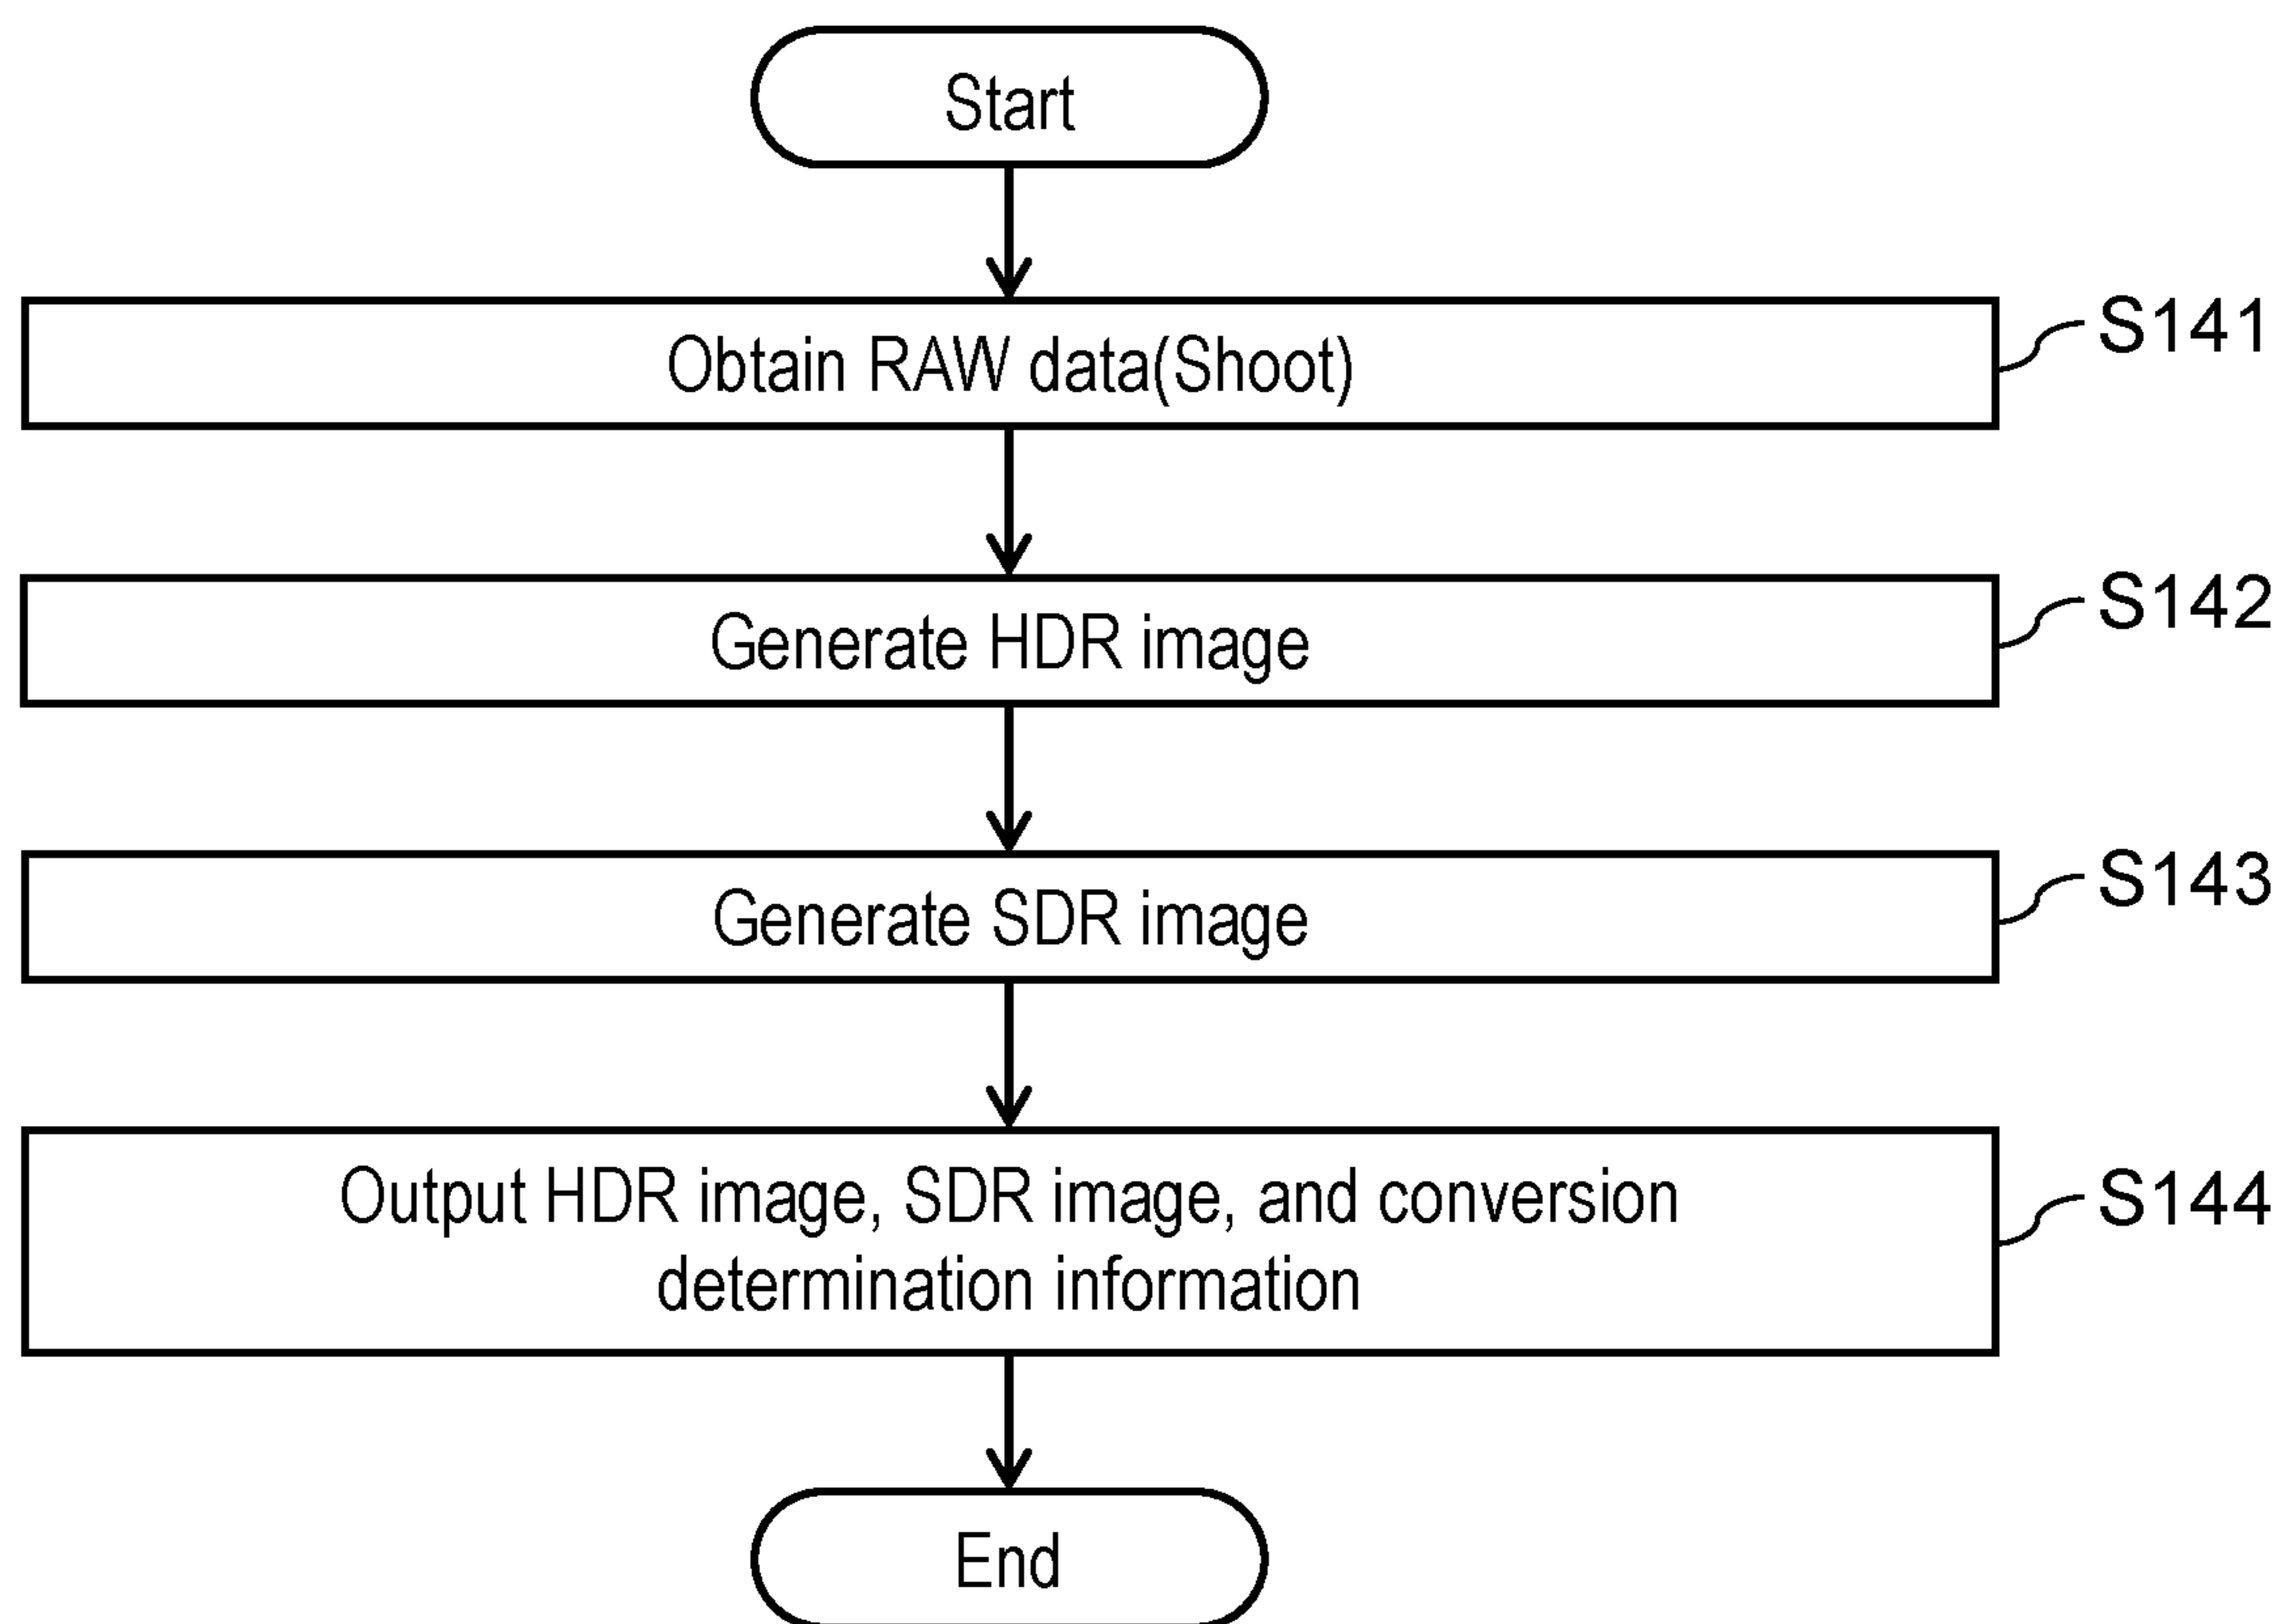 Start
Obtain RAW data(Shoot)
S141
Generate HDR image
S142
Generate SDR image
S143
Output HDR image, SDR image, and conversion
determination information
S144
End